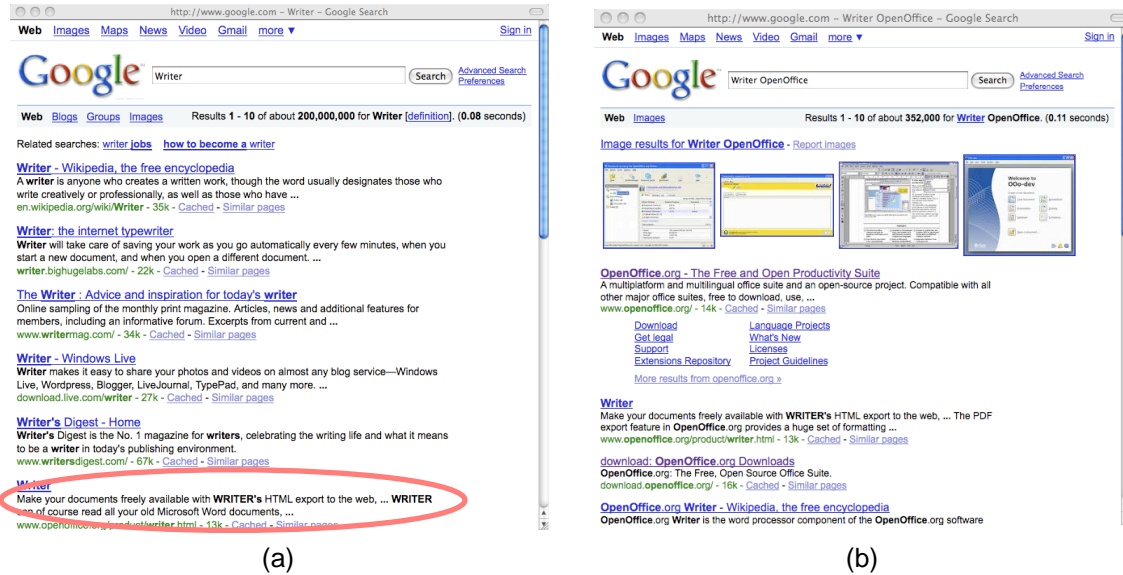 http://www.google.com – Writer – Google Search
Web Images Maps News Video Gmail more ▼ Sign in
Google Writer Search Advanced Search
Preferences
Web Blogs Groups Images Results 1 - 10 of about 200,000,000 for Writer [definition]. (0.08 seconds)
Related searches: writer jobs how to become a writer
Writer - Wikipedia, the free encyclopedia
A writer is anyone who creates a written work, though the word usually designates those who
write creatively or professionally, as well as those who have ...
en.wikipedia.org/wiki/Writer - 35k - Cached - Similar pages
Writer: the internet typewriter
Writer will take care of saving your work as you go automatically every few minutes, when you
start a new document, and when you open a different document. ...
writer.bighugelabs.com/ - 22k - Cached - Similar pages
The Writer : Advice and inspiration for today's writer
Online sampling of the monthly print magazine. Articles, news and additional features for
members, including an informative forum. Excerpts from current and ...
www.writermag.com/ - 34k - Cached - Similar pages
Writer - Windows Live
Writer makes it easy to share your photos and videos on almost any blog service—Windows
Live, Wordpress, Blogger, LiveJournal, TypePad, and many more. ...
download.live.com/writer - 27k - Cached - Similar pages
Writer's Digest - Home
Writer's Digest is the No. 1 magazine for writers, celebrating the writing life and what it means
to be a writer in today's publishing environment.
www.writersdigest.com/ - 67k - Cached - Similar pages
Writer
Make your documents freely available with WRITER's HTML export to the web, ... WRITER
can of course read all your old Microsoft Word documents, ...
www.openoffice.org/product/writer.html - 13k - Cached - Similar pages
(a)
http://www.google.com – Writer OpenOffice – Google Search
Web Images Maps News Video Gmail more ▼ Sign in
Google Writer OpenOffice Search Advanced Search
Preferences
Web Images Results 1 - 10 of about 352,000 for Writer OpenOffice. (0.11 seconds)
Image results for Writer OpenOffice - Report images
Welcome to
OOo-dev
OpenOffice.org - The Free and Open Productivity Suite
A multiplatform and multilingual office suite and an open-source project. Compatible with all
other major office suites, free to download, use, ...
www.openoffice.org/ - 14k - Cached - Similar pages
Download Language Projects
Get legal What's New
Support Licenses
Extensions Repository Project Guidelines
More results from openoffice.org »
Writer
Make your documents freely available with WRITER's HTML export to the web, ... The PDF
export feature in OpenOffice.org provides a huge set of formatting ...
www.openoffice.org/product/writer.html - 13k - Cached - Similar pages
download: OpenOffice.org Downloads
OpenOffice.org: The Free, Open Source Office Suite.
download.openoffice.org/ - 16k - Cached - Similar pages
OpenOffice.org Writer - Wikipedia, the free encyclopedia
OpenOffice.org Writer is the word processor component of the OpenOffice.org software
(b)